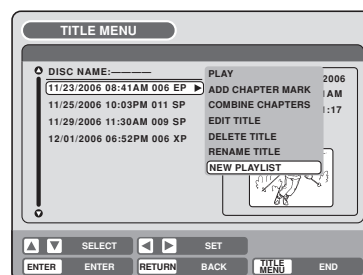 TITLE MENU
DISC NAME:————
11/23/2006 08:41AM 006 EP
11/25/2006 10:03PM 011 SP
11/29/2006 11:30AM 009 SP
12/01/2006 06:52PM 006 XP
PLAY
ADD CHAPTER MARK
COMBINE CHAPTERS
EDIT TITLE
DELETE TITLE
RENAME TITLE
NEW PLAYLIST
2006
1AM
:17
SELECT
SET
ENTER ENTER RETURN BACK TITLE MENU END